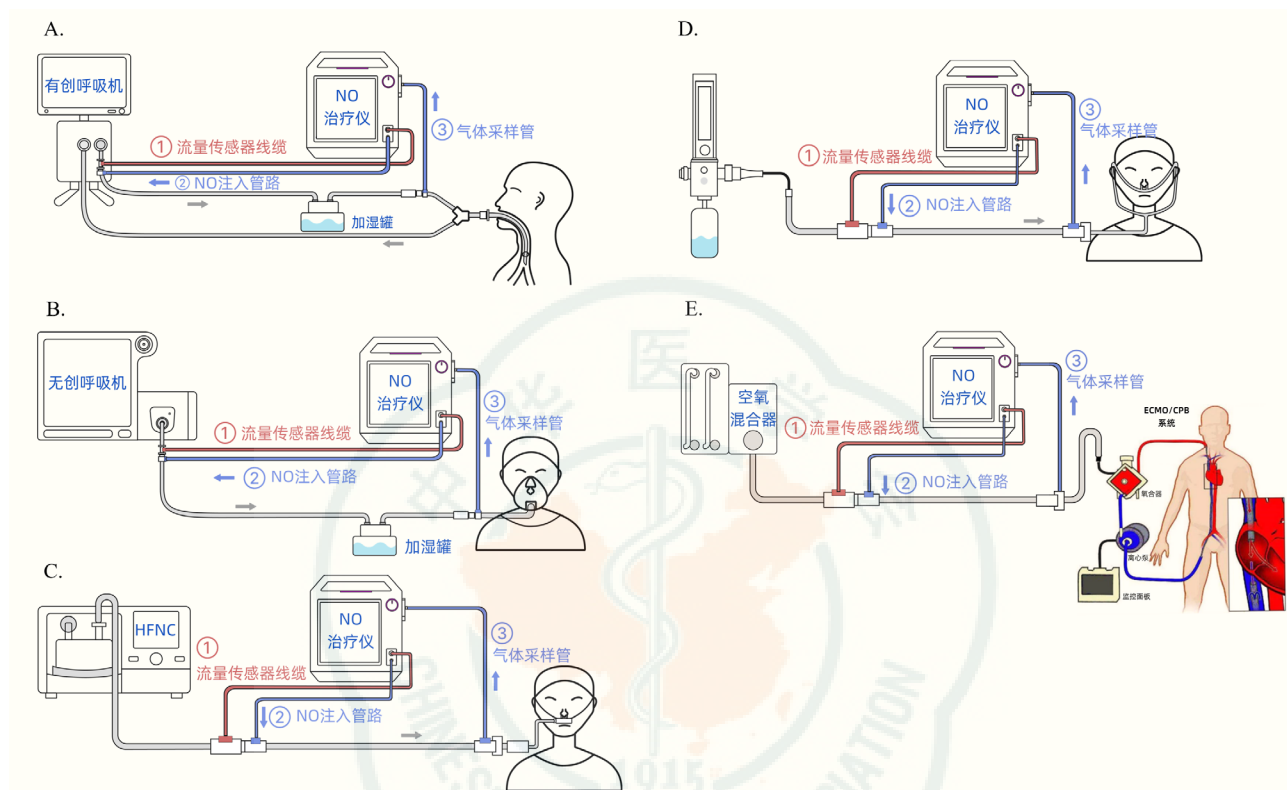 A.
有创呼吸机
NO
治疗仪
① 流量传感器线缆
② NO注入管路
③ 气体采样管
加湿罐
B.
无创呼吸机
NO
治疗仪
① 流量传感器线缆
② NO注入管路
③
气体采样管
加湿罐
C.
HFNC
NO
治疗仪
①
流量传感器线缆
② NO注入管路
③
气体采样管
D.
NO
治疗仪
① 流量传感器线缆
② NO注入管路
③
气体采样管
E.
空氧
混合器
NO
治疗仪
① 流量传感器线缆
② NO注入管路
③
气体采样管
ECMO/CPB
系统
氧合器
离心泵
监控面板
医
学
CHINES
IATION
1915